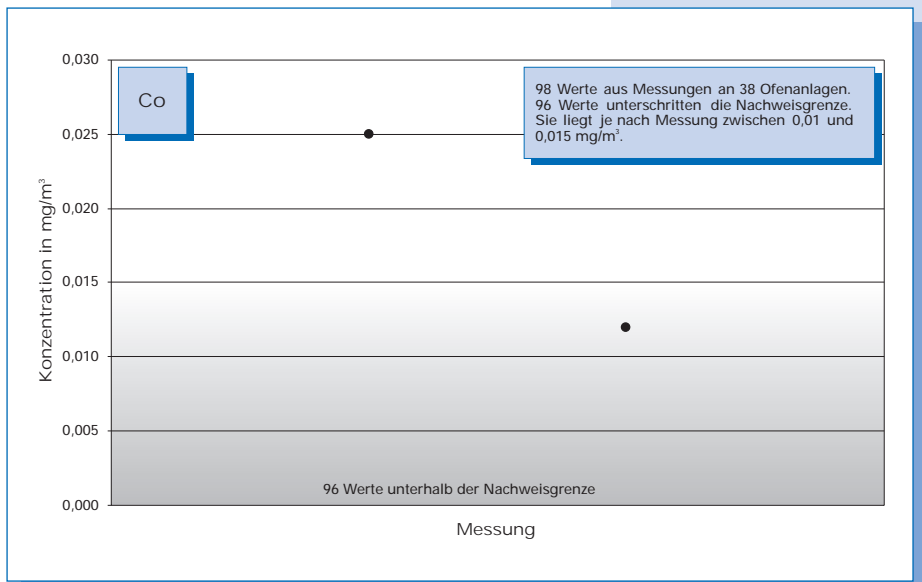 Co
98 Werte aus Messungen an 38 Ofenanlagen.
96 Werte unterschritten die Nachweisgrenze.
Sie liegt je nach Messung zwischen 0,01 und
0,015 mg/m³.
Konzentration in mg/m³
0,030
0,025
0,020
0,015
0,010
0,005
0,000
96 Werte unterhalb der Nachweisgrenze
Messung